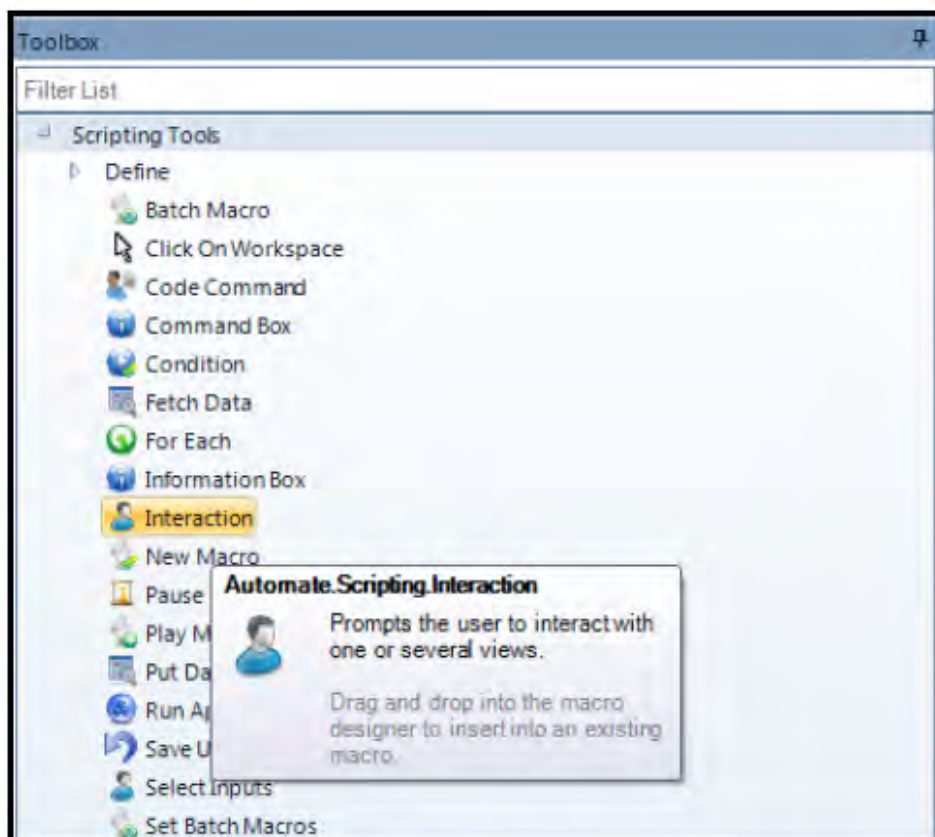 Toolbox
Filter List
Scripting Tools
Define
Batch Macro
Click On Workspace
Code Command
Command Box
Condition
Fetch Data
For Each
Information Box
Interaction
New Macro
Automate.Scripting.Interaction
Pause
Prompts the user to interact with
one or several views.
Play M
Put Da
Drag and drop into the macro
designer to insert into an existing
macro.
Run Ap
Save U
Select Inputs
Set Batch Macros